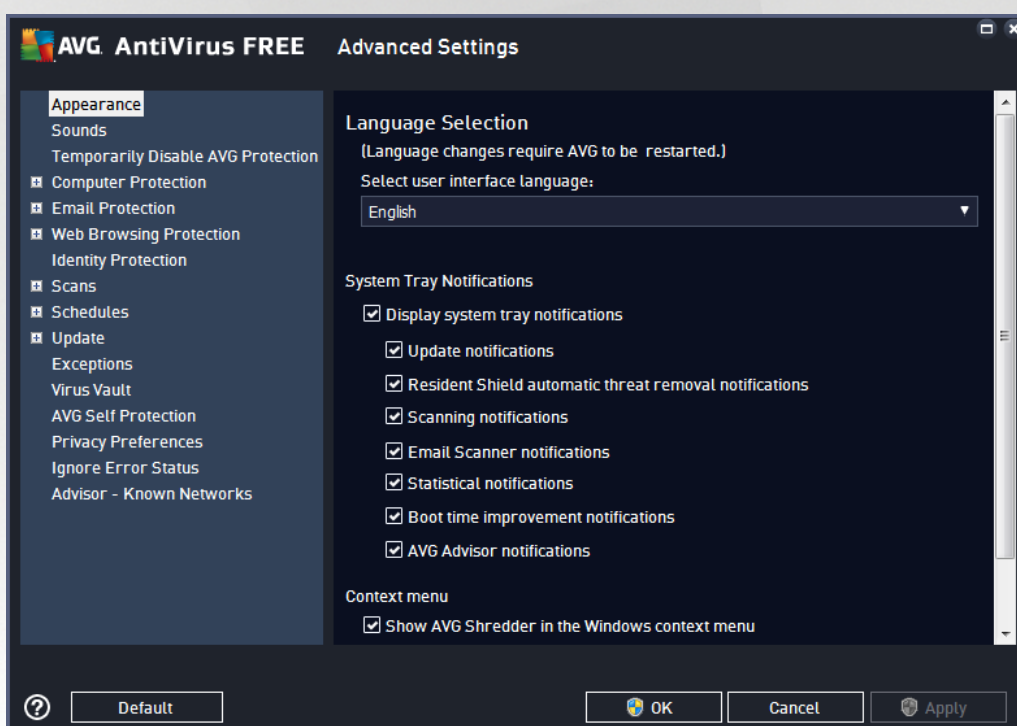 AVG. AntiVirus FREE Advanced Settings
Appearance
Sounds
Temporarily Disable AVG Protection
Computer Protection
Email Protection
Web Browsing Protection
Identity Protection
Scans
Schedules
Update
Exceptions
Virus Vault
AVG Self Protection
Privacy Preferences
Ignore Error Status
Advisor - Known Networks
Language Selection
(Language changes require AVG to be restarted.)
Select user interface language:
English
System Tray Notifications
Display system tray notifications
Update notifications
Resident Shield automatic threat removal notifications
Scanning notifications
Email Scanner notifications
Statistical notifications
Boot time improvement notifications
AVG Advisor notifications
Context menu
Show AVG Shredder in the Windows context menu
? Default OK Cancel Apply